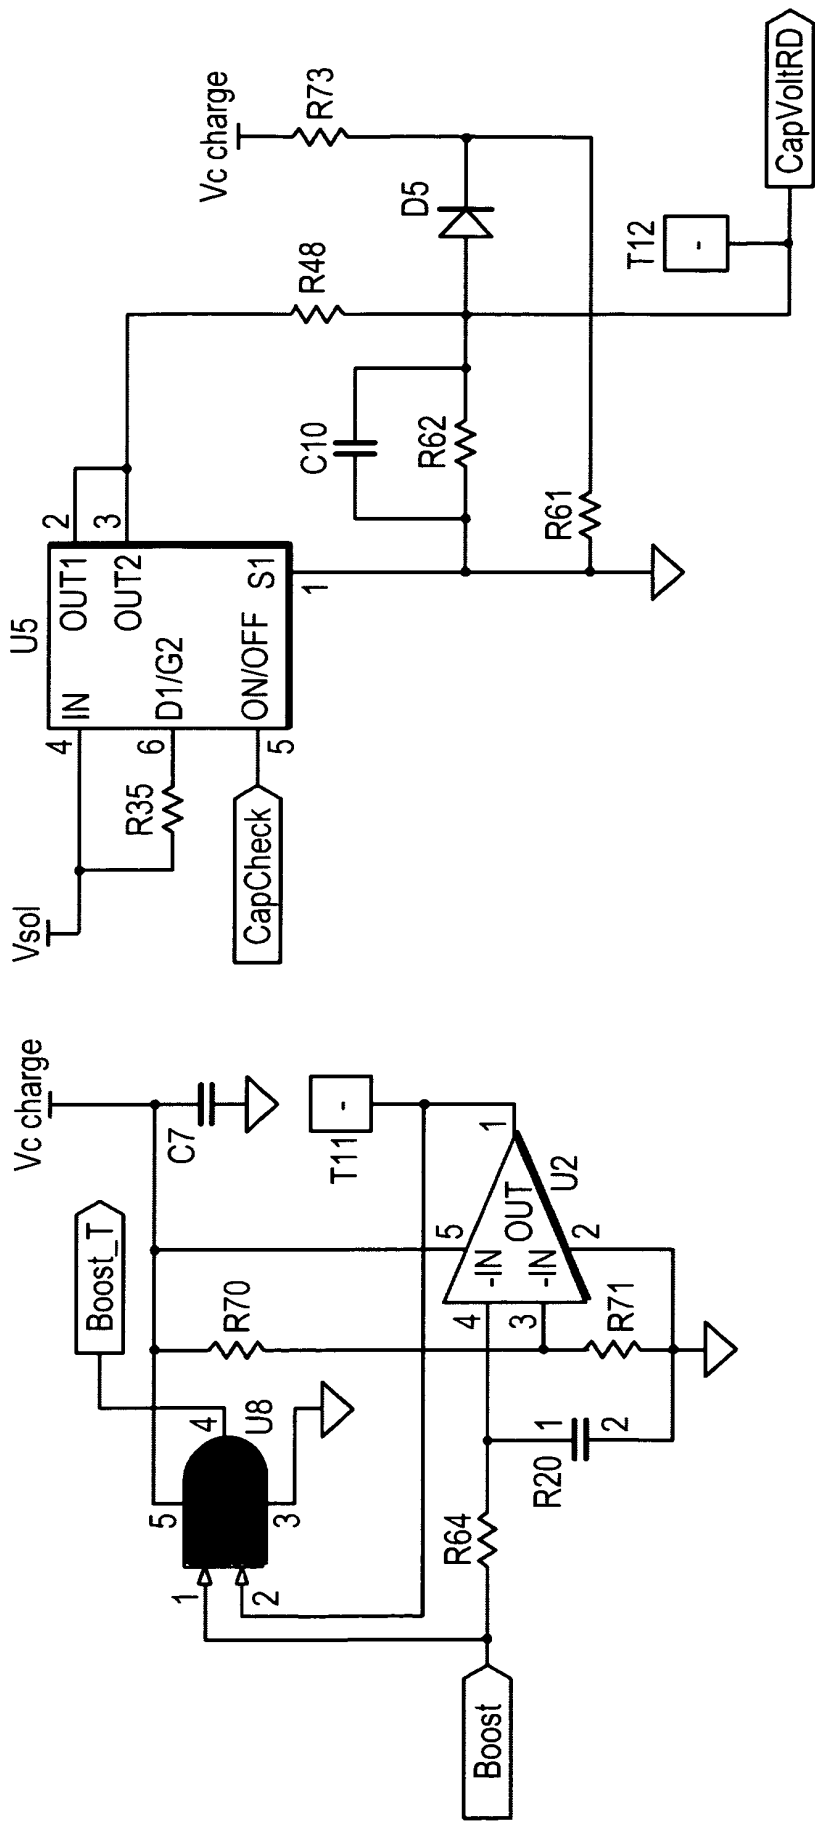 Vc charge
Boost_T
C7
5
4
U8
3
1
2
R70
T11
-
5
1
-IN
OUT
U2
4
-IN
3
2
R71
R64
R20
1
2
Boost
Vsol
U5
4
IN
OUT1
2
OUT2
3
R35
6
D1/G2
CapCheck
5
ON/OFF
S1
1
Vc charge
R73
R48
D5
C10
R62
R61
T12
-
CapVoltRD